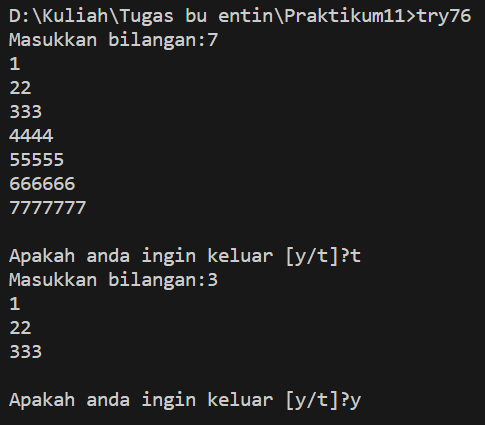 D:\Kuliah\Tugas bu entin\Praktikum11>try76
Masukkan bilangan:7
1
22
333
4444
55555
666666
7777777
Apakah anda ingin keluar [y/t]?t
Masukkan bilangan:3
1
22
333
Apakah anda ingin keluar [y/t]?y